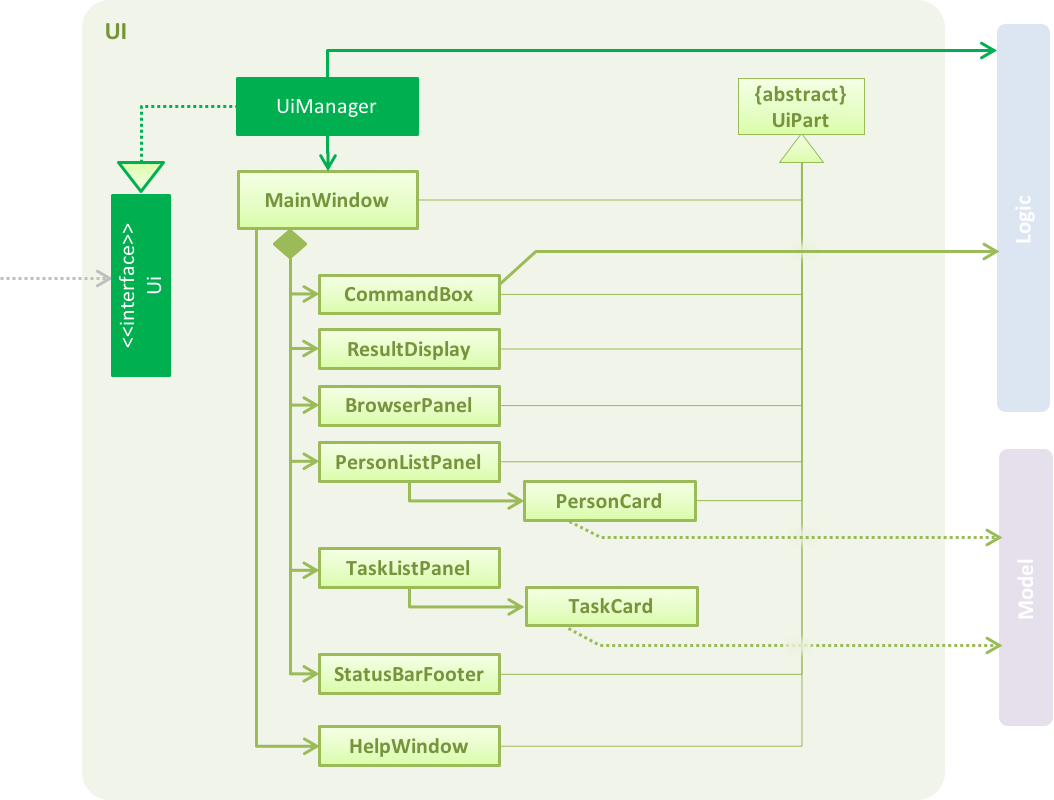 UI
UiManager
{abstract}
UiPart
MainWindow
<<interface>>
Ui
Logic
CommandBox
ResultDisplay
BrowserPanel
PersonListPanel
PersonCard
TaskListPanel
TaskCard
Model
StatusBarFooter
HelpWindow